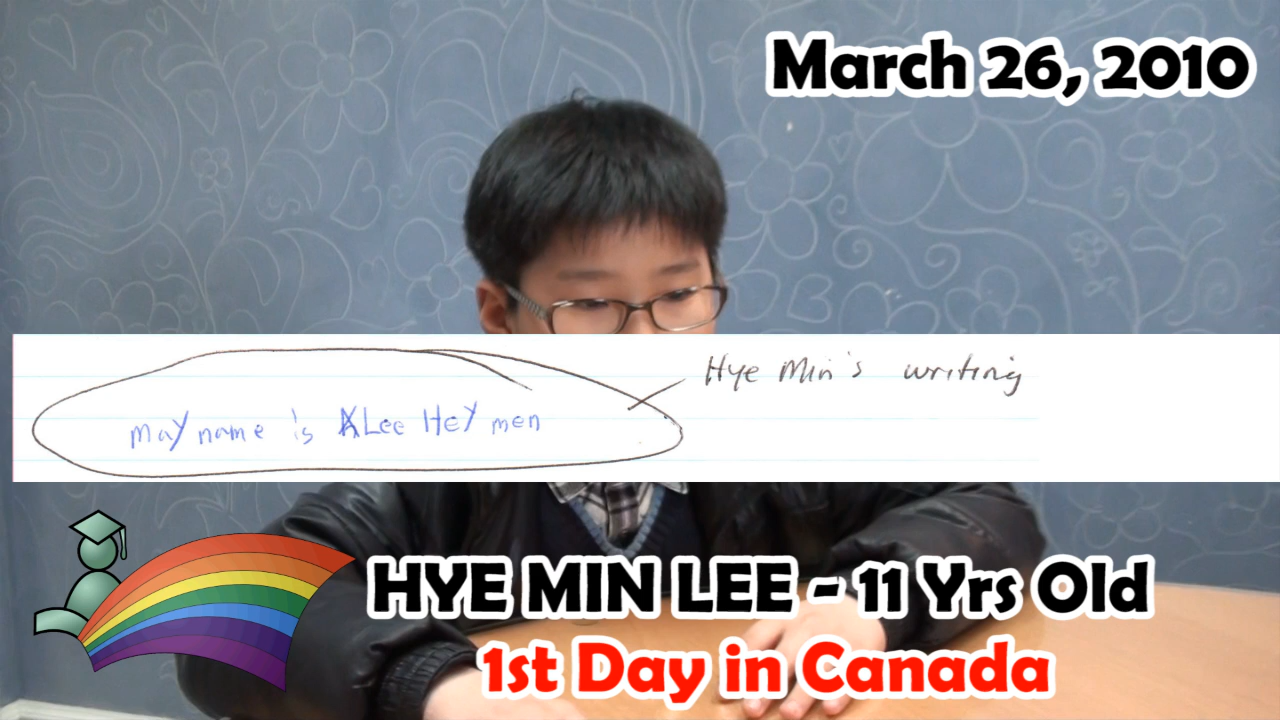 March 26, 2010
Hye Min's writing
may name is Lee HeY men
HYE MIN LEE - 11 Yrs Old
1st Day in Canada